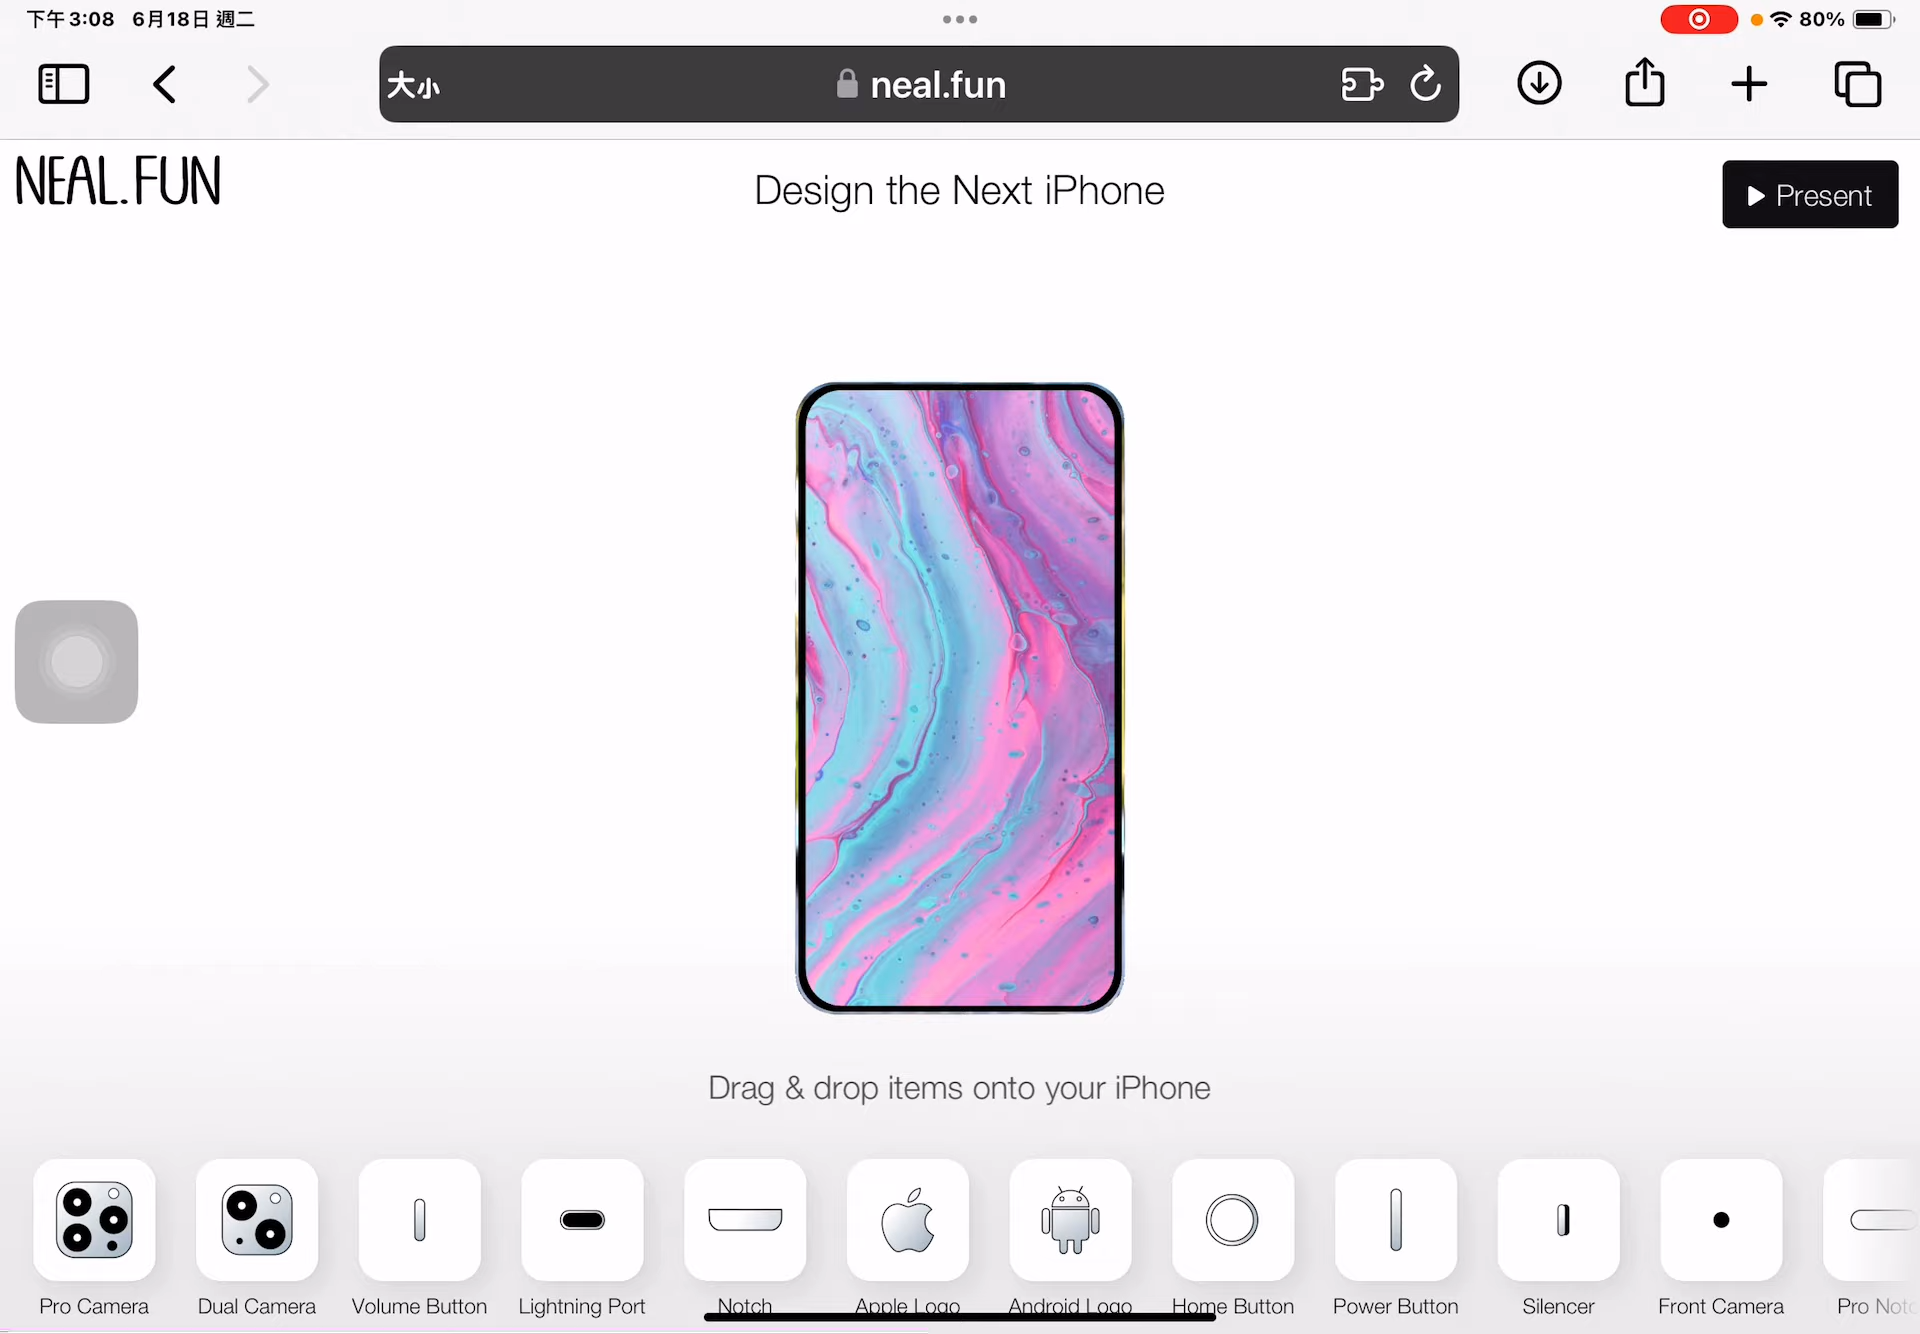 下午3:08 6月18日 週二
80%
大小
neal.fun
NEAL.FUN
Design the Next iPhone
Present
Drag & drop items onto your iPhone
Pro Camera
Dual Camera
Volume Button
Lightning Port
Notch
Apple Logo
Android Logo
Home Button
Power Button
Silencer
Front Camera
Pro